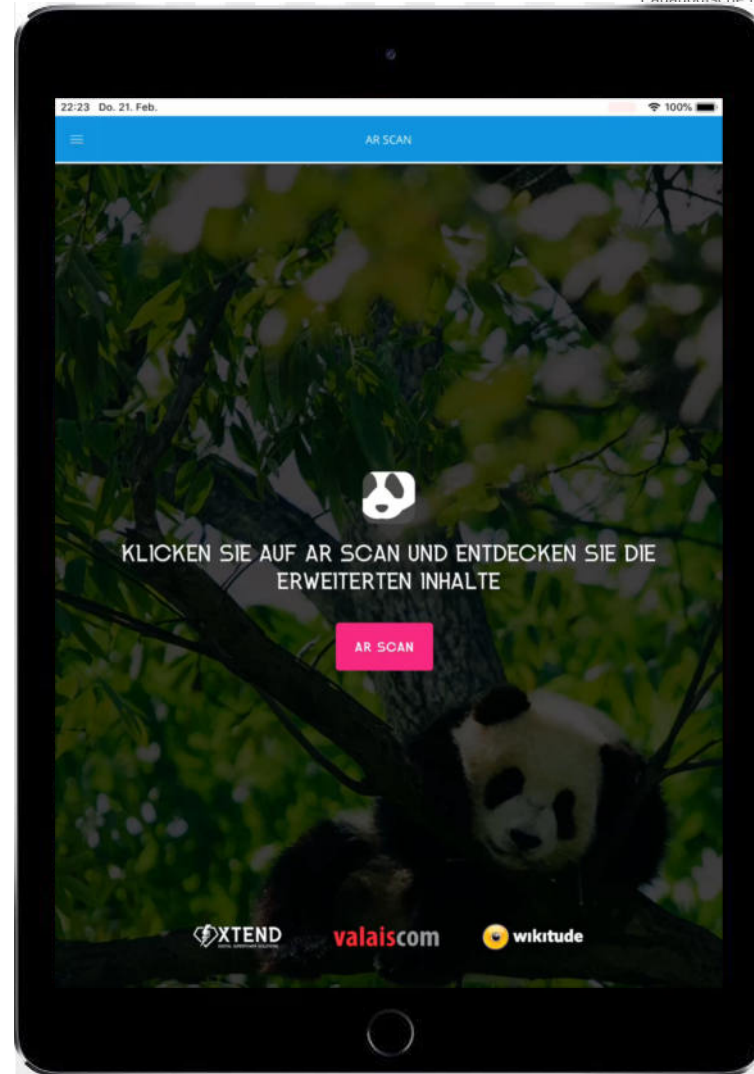 22:23 Do. 21. Feb.
100%
AR SCAN
KLICKEN SIE AUF AR SCAN UND ENTDECKEN SIE DIE
ERWEITERTEN INHALTE
AR SCAN
XTEND
valaiscom
wikitude